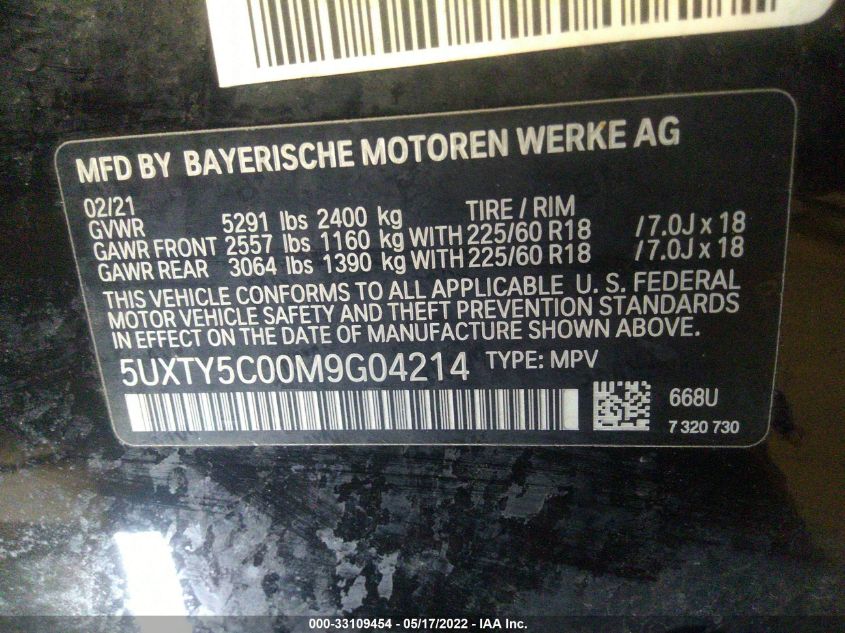 MFD BY BAYERISCHE MOTOREN WERKE AG
02/21 TIRE / RIM
GVWR 5291 lbs 2400 kg
GAWR FRONT 2557 lbs 1160 kg WITH 225/60 R18 / 7.0J x 18
GAWR REAR 3064 lbs 1390 kg WITH 225/60 R18 / 7.0J x 18
THIS VEHICLE CONFORMS TO ALL APPLICABLE U. S. FEDERAL
MOTOR VEHICLE SAFETY AND THEFT PREVENTION STANDARDS
IN EFFECT ON THE DATE OF MANUFACTURE SHOWN ABOVE.
5UXTY5C00M9G04214 TYPE: MPV
668U
7 320 730
000-33109454 - 05/17/2022 - IAA Inc.